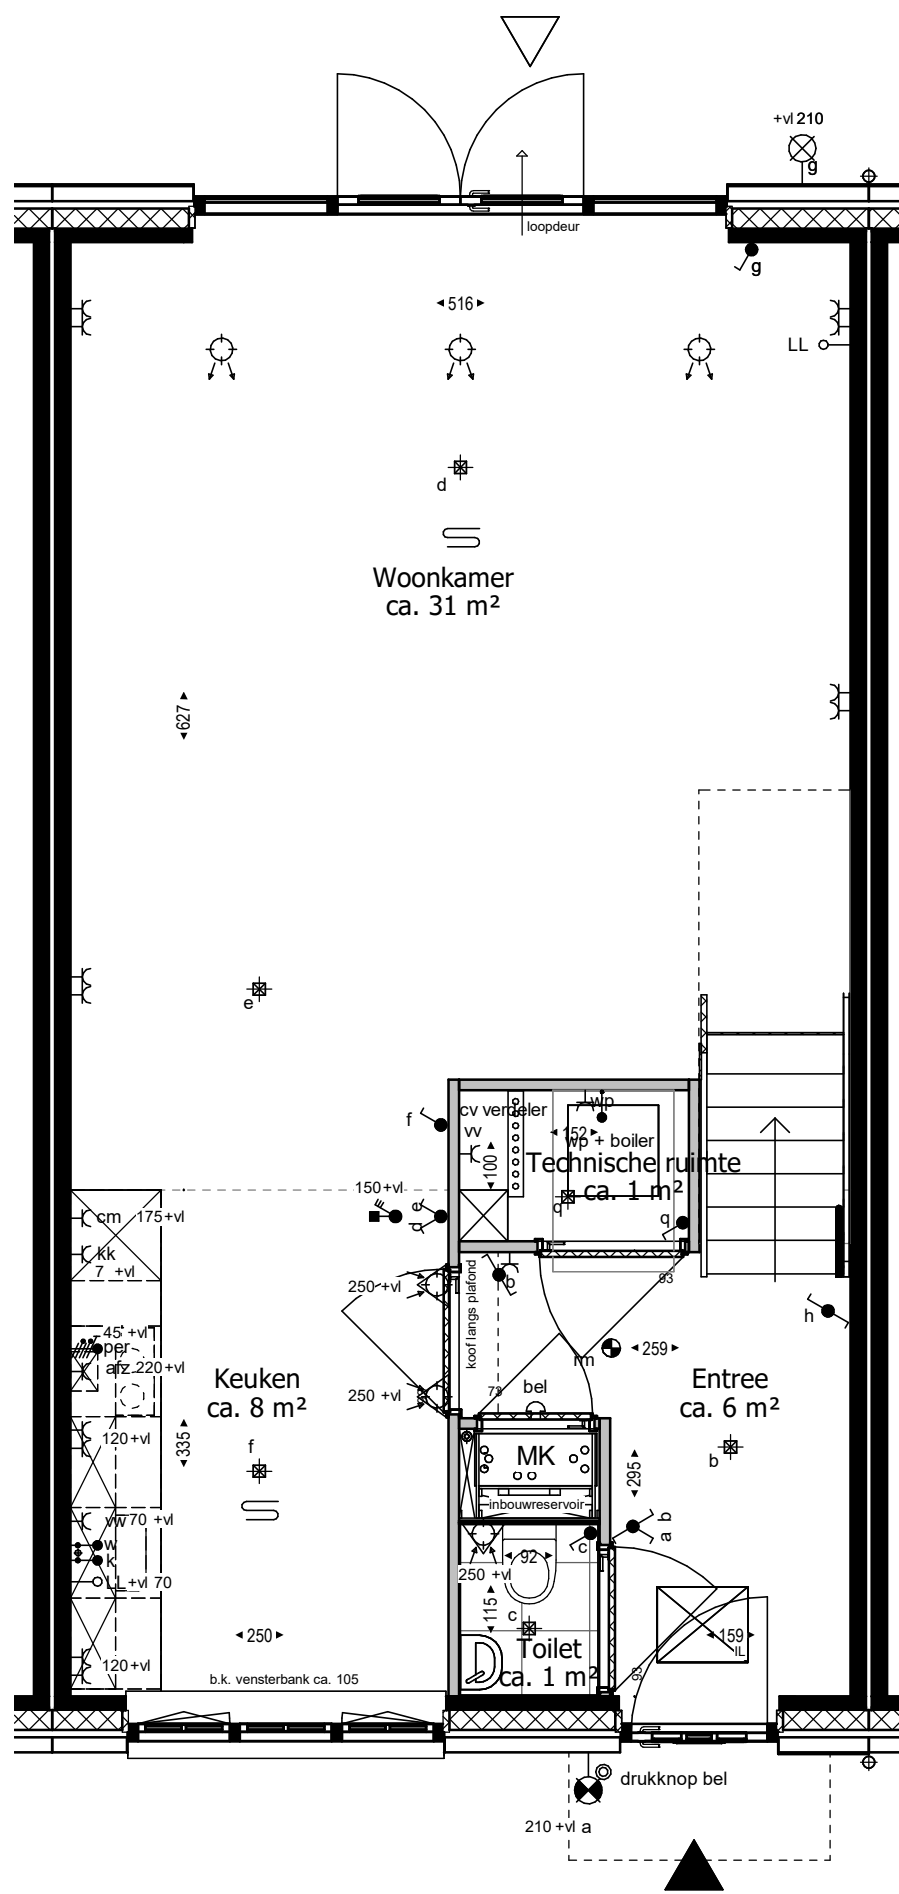 +vl 210
g
loopdeur
g
516
LL
d
Woonkamer
ca. 31 m²
627
e
f
cv verdeler
wp
vv
152
wp + boiler
100
Technische ruimte
ca. 1 m²
q
q
150 +vl
e
d
cm 175+vl
kk
7 +vl
b
koof langs plafond
93
250 +vl
h
45 +vl
per
afz. 220+vl
rm
259
Keuken
ca. 8 m²
250 +vl
73
bel
Entree
ca. 6 m²
120+vl
335
f
MK
b
295
inbouwreservoir
vw 70 +vl
w
k
LL +vl 70
c
a b
92
250 +vl
115
c
120+vl
250
Toilet
ca. 1 m²
159
IL
93
b.k. vensterbank ca. 105
drukknop bel
210 +vl a